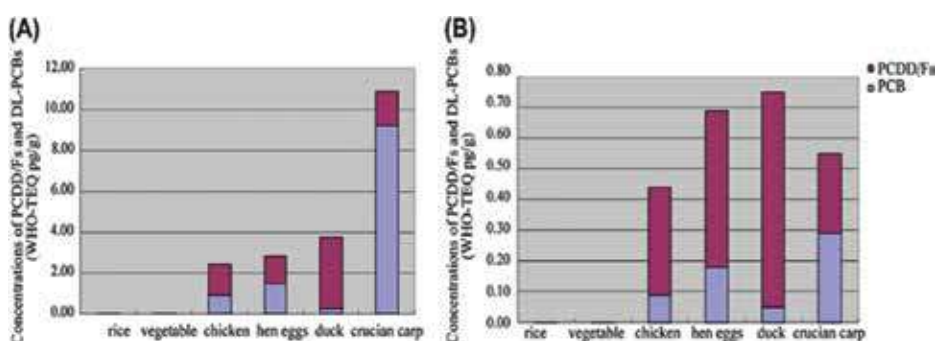 (A)
Concentrations of PCDD/Fs and DL-PCBs
(WHO-TEQ pg/g)
12.00
10.00
8.00
6.00
4.00
2.00
0.00
rice vegetable chicken hen eggs duck crucian carp
(B)
Concentrations of PCDD/Fs and DL-PCBs
(WHO-TEQ pg/g)
0.80
0.70
0.60
0.50
0.40
0.30
0.20
0.10
0.00
rice vegetable chicken hen eggs duck crucian carp
PCDD/Fs
PCB